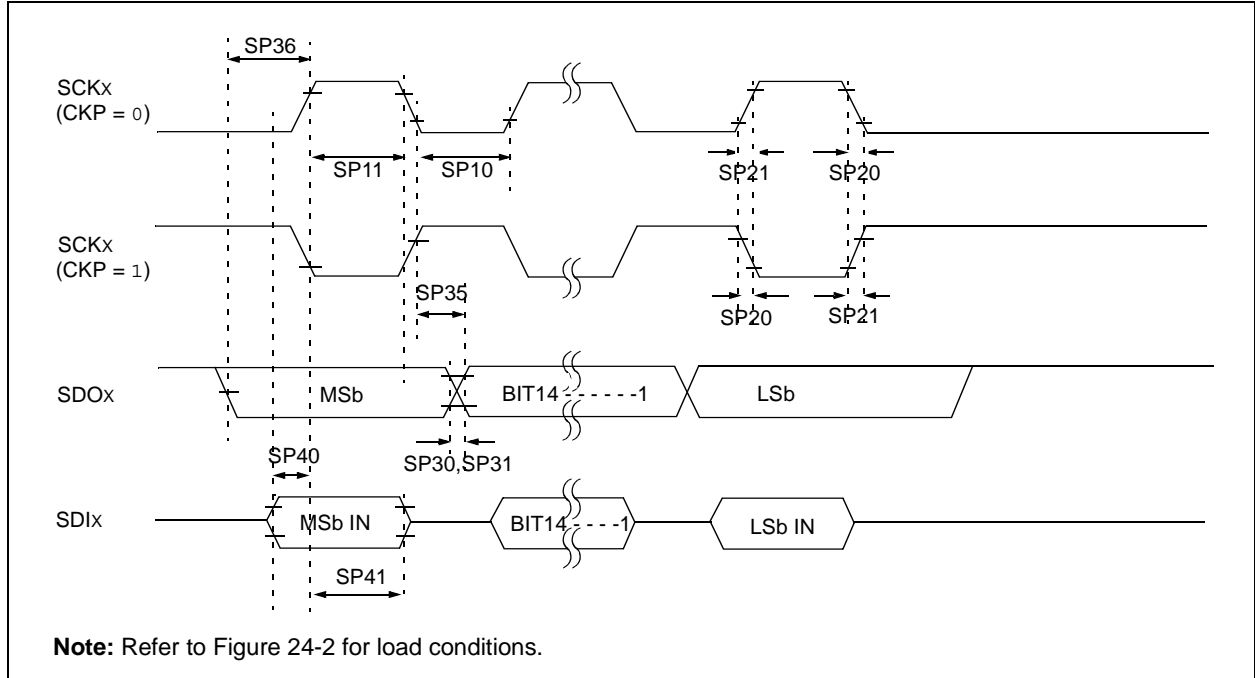 SP36
SCKX
(CKP = 0)
SP11
SP10
SP21
SP20
SCKX
(CKP = 1)
SP35
SP20
SP21
SDOX
MSb
BIT14 - - - - - -1
LSb
SP40
SP30,SP31
SDIX
MSb IN
BIT14 - - - -1
LSb IN
SP41
Note: Refer to Figure 24-2 for load conditions.